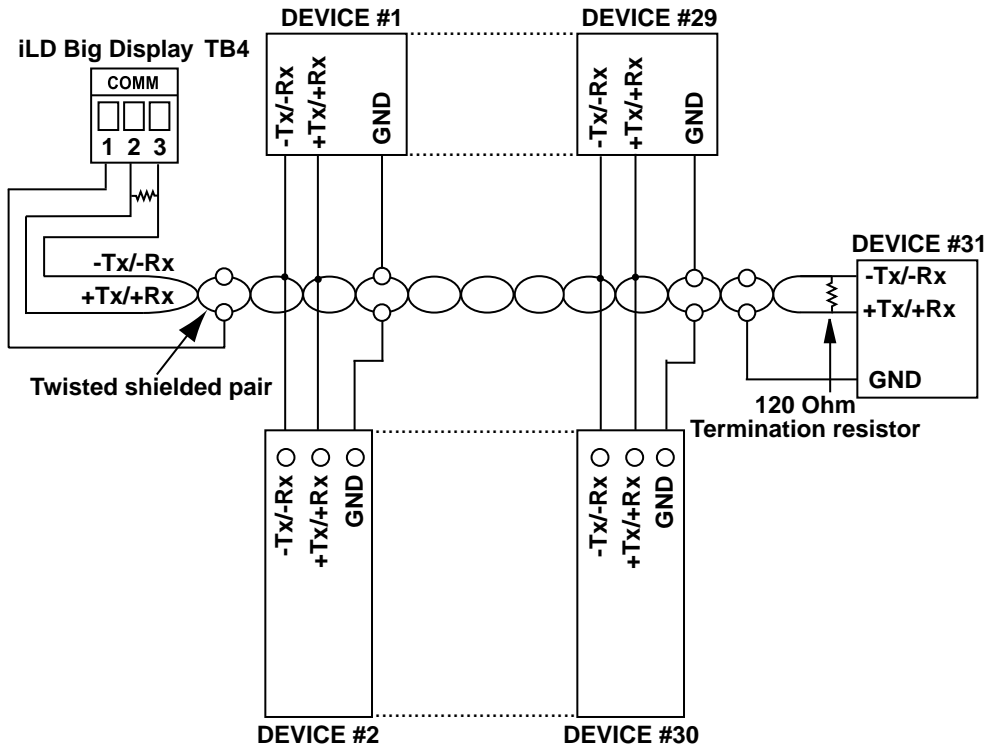 DEVICE #1
DEVICE #29
iLD Big Display TB4
COMM
1 2 3
-Tx/-Rx
+Tx/+Rx
GND
-Tx/-Rx
+Tx/+Rx
GND
DEVICE #31
-Tx/-Rx
+Tx/+Rx
GND
-Tx/-Rx
+Tx/+Rx
Twisted shielded pair
120 Ohm
Termination resistor
-Tx/-Rx
+Tx/+Rx
GND
-Tx/-Rx
+Tx/+Rx
GND
DEVICE #2
DEVICE #30